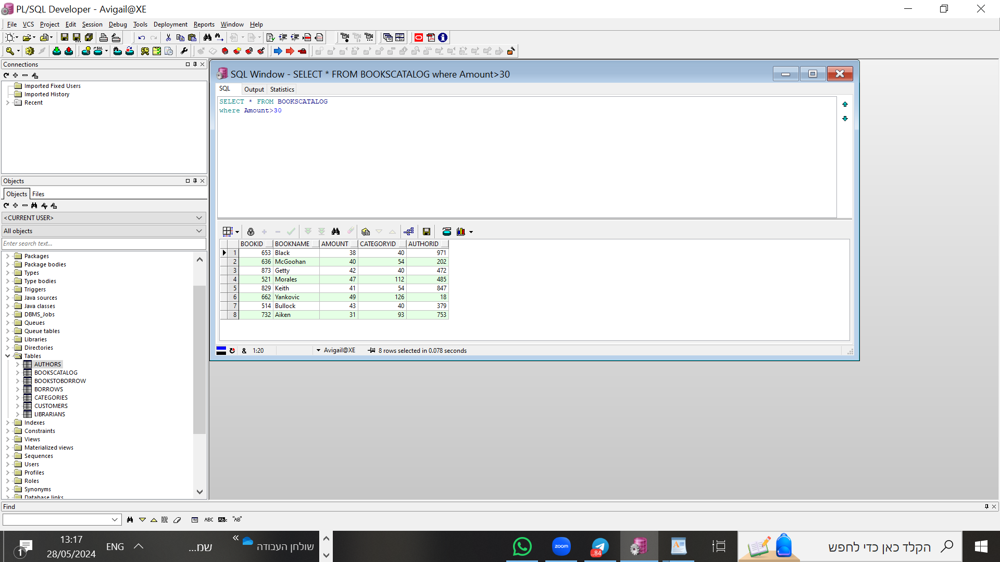 PL/SQL Developer - Avigail@XE
File VCS Project Edit Session Debug Tools Deployment Reports Window Help
Connections
Imported Fixed Users
Imported History
Recent
Objects
Objects Files
<CURRENT USER>
All objects
Enter search text...
Packages
Package bodies
Types
Type bodies
Triggers
Java sources
Java classes
DBMS_Jobs
Queues
Queue tables
Libraries
Directories
Tables
AUTHORS
BOOKSCATALOG
BOOKSTOBORROW
BORROWS
CATEGORIES
CUSTOMERS
LIBRARIANS
Indexes
Constraints
Views
Materialized views
Sequences
Users
Profiles
Roles
Synonyms
Database links
SQL Window - SELECT * FROM BOOKSCATALOG where Amount>30
SQL Output Statistics
SELECT * FROM BOOKSCATALOG
where Amount>30
BOOKID BOOKNAME AMOUNT CATEGORYID AUTHORID
1 653 Black 38 40 971
2 636 McGoohan 40 54 202
3 873 Getty 42 40 472
4 521 Morales 47 112 485
5 829 Keith 41 54 847
6 662 Yankovic 49 126 18
7 514 Bullock 43 40 379
8 732 Aiken 31 93 753
& 1:20 Avigail@XE 8 rows selected in 0.078 seconds
Find
ABC "AB"
1
13:17
28/05/2024
ENG
שמ...
«
שולחן העבודה
zoom
..84
הקלד כאן כדי לחפש